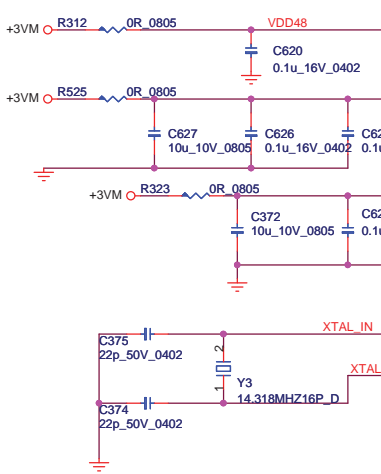 +3VM R312 0R_0805 VDD48
C620
0.1u_16V_0402
+3VM R525 0R_0805
C627 C626
10u_10V_0805 0.1u_16V_0402
+3VM R323 0R_0805
C372
10u_10V_0805
XTAL_IN
C375
22p_50V_0402
2
XTAL
Y3
1
14.318MHZ16P_D
C374
22p_50V_0402